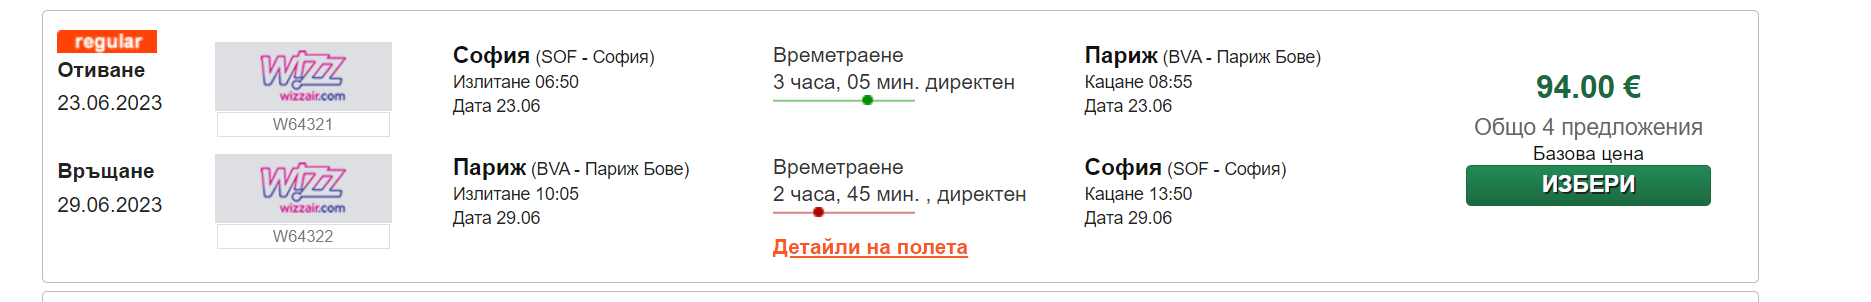 regular
Отиване
23.06.2023
WIZZ
wizzair.com
W64321
София (SOF - София)
Излитане 06:50
Дата 23.06
Времетраене
3 часа, 05 мин. директен
Париж (BVA - Париж Бове)
Кацане 08:55
Дата 23.06
Връщане
29.06.2023
WIZZ
wizzair.com
W64322
Париж (BVA - Париж Бове)
Излитане 10:05
Дата 29.06
Времетраене
2 часа, 45 мин. , директен
Детайли на полета
София (SOF - София)
Кацане 13:50
Дата 29.06
94.00 €
Общо 4 предложения
Базова цена
ИЗБЕРИ